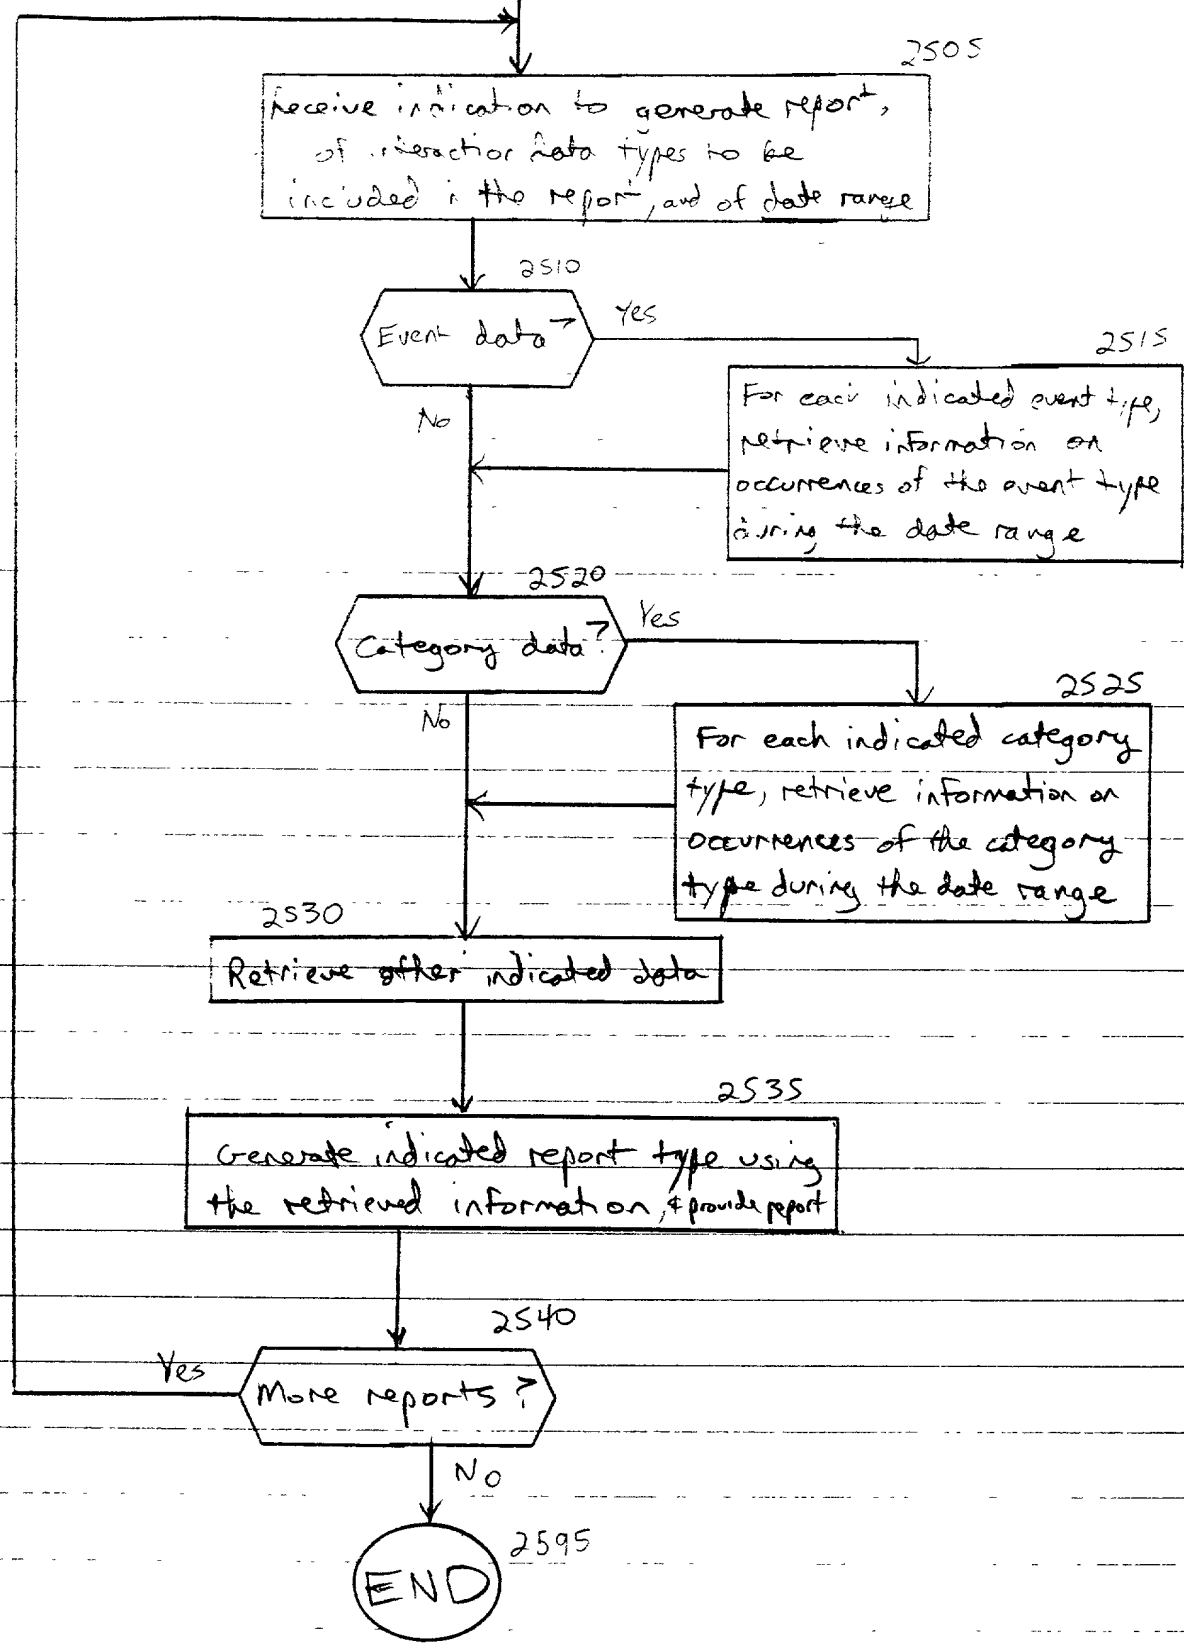 2505
Receive indication to generate report,
of interaction data types to be
included in the report, and of date range
2510
Event data?
Yes
No
2515
For each indicated event type,
retrieve information on
occurrences of the event type
during the date range
2520
Category data?
Yes
No
2525
For each indicated category
type, retrieve information on
occurrences of the category
type during the date range
2530
Retrieve other indicated data
2535
Generate indicated report type using
the retrieved information, & provide report
2540
More reports?
Yes
No
2595
END